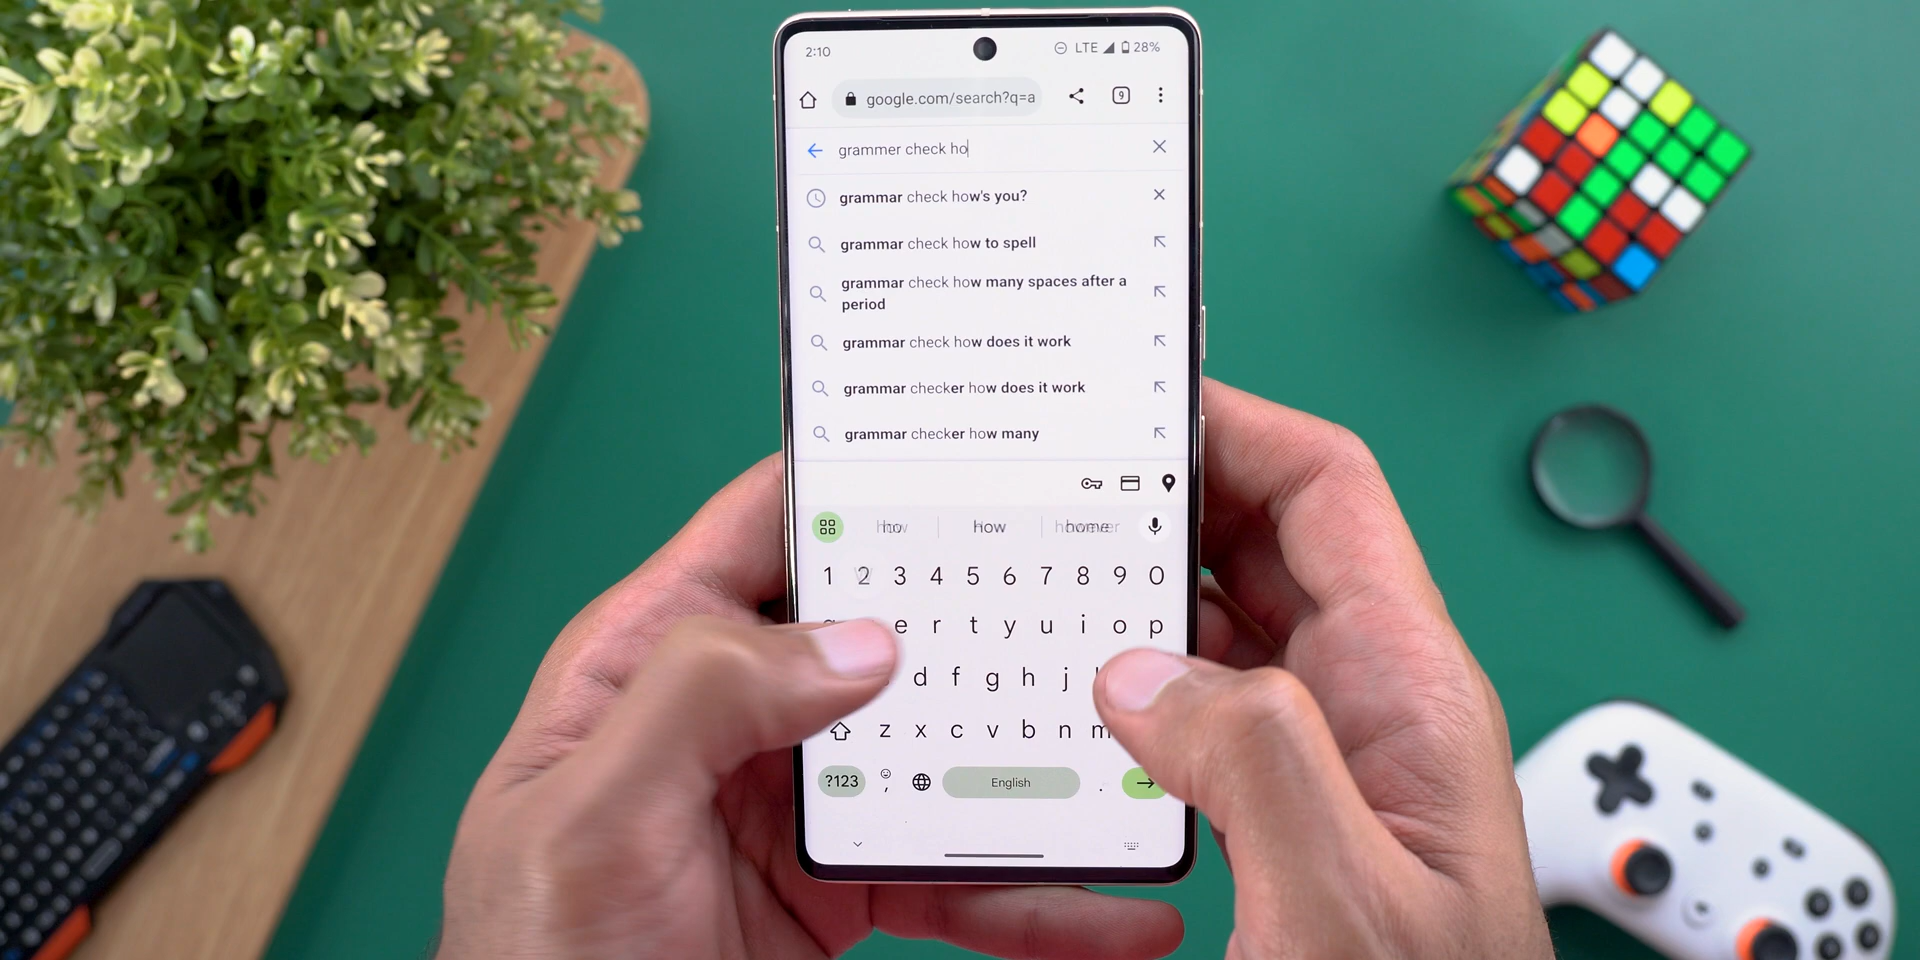 2:10
LTE 28%
google.com/search?q=a
9
grammer check ho
grammar check how's you?
grammar check how to spell
grammar check how many spaces after a
period
grammar check how does it work
grammar checker how does it work
grammar checker how many
how
1 2 3 4 5 6 7 8 9 0
e r t y u i o p
d f g h j
z x c v b n m
?123 , English .